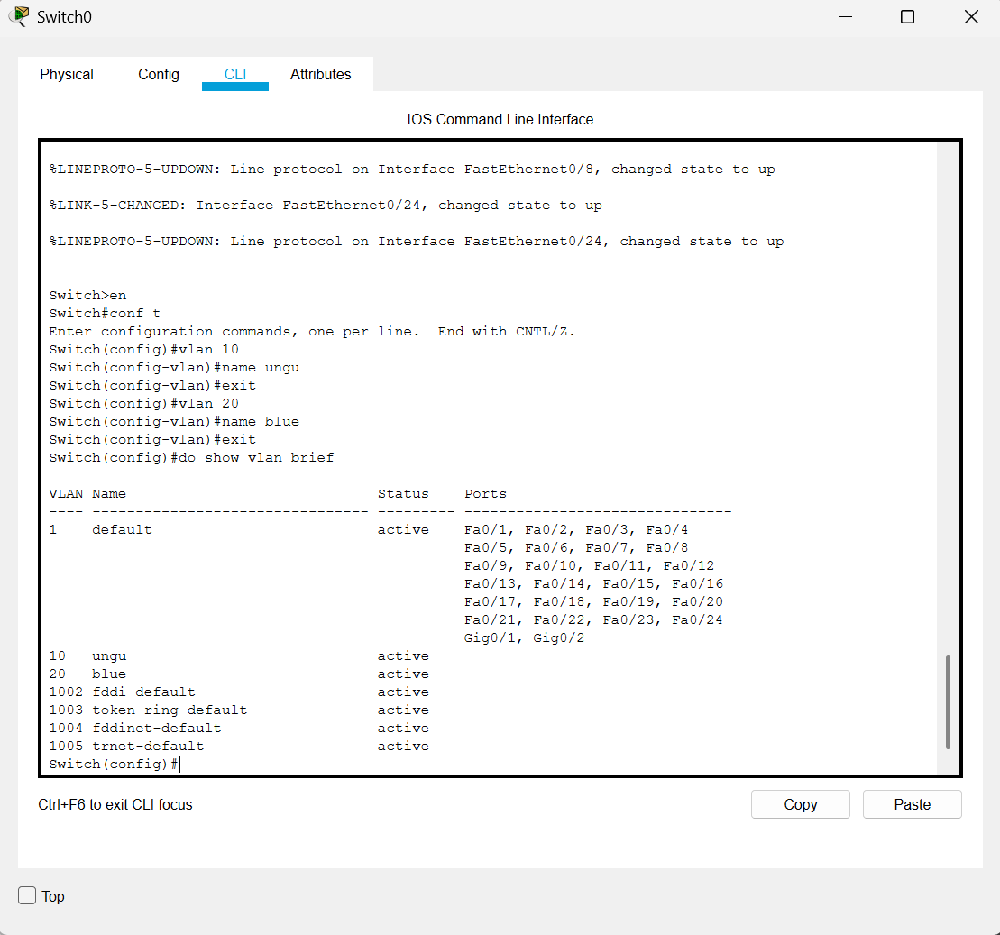 Switch0
Physical Config CLI Attributes
IOS Command Line Interface
%LINEPROTO-5-UPDOWN: Line protocol on Interface FastEthernet0/8, changed state to up
%LINK-5-CHANGED: Interface FastEthernet0/24, changed state to up
%LINEPROTO-5-UPDOWN: Line protocol on Interface FastEthernet0/24, changed state to up
Switch>en
Switch#conf t
Enter configuration commands, one per line.  End with CNTL/Z.
Switch(config)#vlan 10
Switch(config-vlan)#name ungu
Switch(config-vlan)#exit
Switch(config)#vlan 20
Switch(config-vlan)#name blue
Switch(config-vlan)#exit
Switch(config)#do show vlan brief
VLAN Name                             Status    Ports
---- -------------------------------- --------- -------------------------------
1    default                          active    Fa0/1, Fa0/2, Fa0/3, Fa0/4
                                                Fa0/5, Fa0/6, Fa0/7, Fa0/8
                                                Fa0/9, Fa0/10, Fa0/11, Fa0/12
                                                Fa0/13, Fa0/14, Fa0/15, Fa0/16
                                                Fa0/17, Fa0/18, Fa0/19, Fa0/20
                                                Fa0/21, Fa0/22, Fa0/23, Fa0/24
                                                Gig0/1, Gig0/2
10   ungu                             active
20   blue                             active
1002 fddi-default                     active
1003 token-ring-default               active
1004 fddinet-default                  active
1005 trnet-default                    active
Switch(config)#
Ctrl+F6 to exit CLI focus
Copy Paste
Top